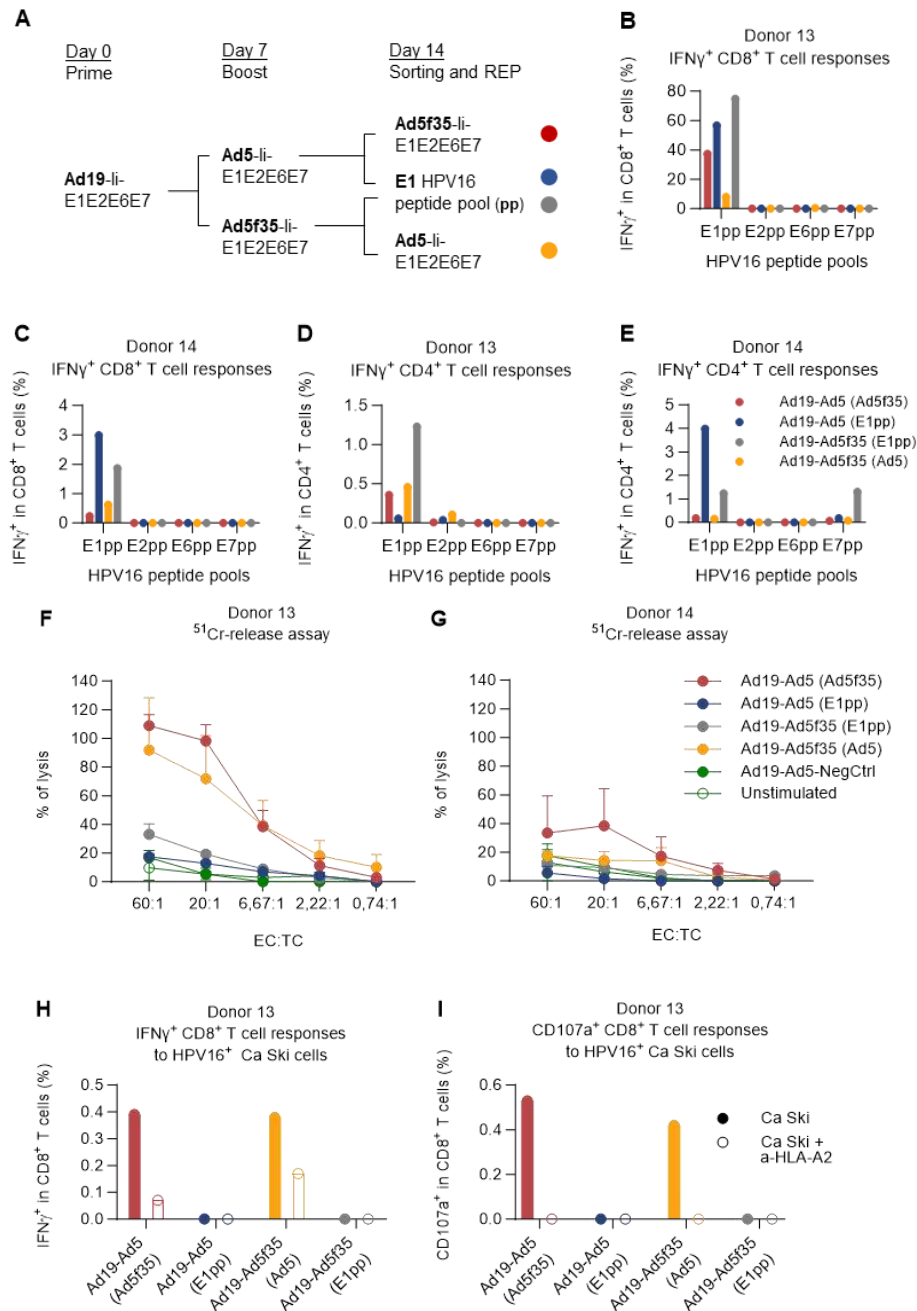 A
Day 0
Prime
Day 7
Boost
Day 14
Sorting and REP
Ad19-li-
E1E2E6E7
Ad5-li-
E1E2E6E7
Ad5f35-li-
E1E2E6E7
Ad5f35-li-
E1E2E6E7
E1 HPV16
peptide pool (pp)
Ad5-li-
E1E2E6E7
B
Donor 13
IFNγ+ CD8+ T cell responses
IFNγ+ in CD8+ T cells (%)
80
60
40
20
0
E1pp E2pp E6pp E7pp
HPV16 peptide pools
C
Donor 14
IFNγ+ CD8+ T cell responses
IFNγ+ in CD8+ T cells (%)
4
3
2
1
0
E1pp E2pp E6pp E7pp
HPV16 peptide pools
D
Donor 13
IFNγ+ CD4+ T cell responses
IFNγ+ in CD4+ T cells (%)
1.5
1.0
0.5
0.0
E1pp E2pp E6pp E7pp
HPV16 peptide pools
E
Donor 14
IFNγ+ CD4+ T cell responses
IFNγ+ in CD4+ T cells (%)
5
4
3
2
1
0
Ad19-Ad5 (Ad5f35)
Ad19-Ad5 (E1pp)
Ad19-Ad5f35 (E1pp)
Ad19-Ad5f35 (Ad5)
E1pp E2pp E6pp E7pp
HPV16 peptide pools
F
Donor 13
51Cr-release assay
% of lysis
140
120
100
80
60
40
20
0
60:1 20:1 6,67:1 2,22:1 0,74:1
EC:TC
G
Donor 14
51Cr-release assay
% of lysis
140
120
100
80
60
40
20
0
Ad19-Ad5 (Ad5f35)
Ad19-Ad5 (E1pp)
Ad19-Ad5f35 (E1pp)
Ad19-Ad5f35 (Ad5)
Ad19-Ad5-NegCtrl
Unstimulated
60:1 20:1 6,67:1 2,22:1 0,74:1
EC:TC
H
Donor 13
IFNγ+ CD8+ T cell responses
to HPV16+ Ca Ski cells
IFNγ+ in CD8+ T cells (%)
0.5
0.4
0.3
0.2
0.1
0.0
Ad19-Ad5
(Ad5f35)
Ad19-Ad5
(E1pp)
Ad19-Ad5f35
(Ad5)
Ad19-Ad5f35
(E1pp)
I
Donor 13
CD107a+ CD8+ T cell responses
to HPV16+ Ca Ski cells
CD107a+ in CD8+ T cells (%)
0.6
0.4
0.2
0.0
Ca Ski
Ca Ski +
a-HLA-A2
Ad19-Ad5
(Ad5f35)
Ad19-Ad5
(E1pp)
Ad19-Ad5f35
(Ad5)
Ad19-Ad5f35
(E1pp)